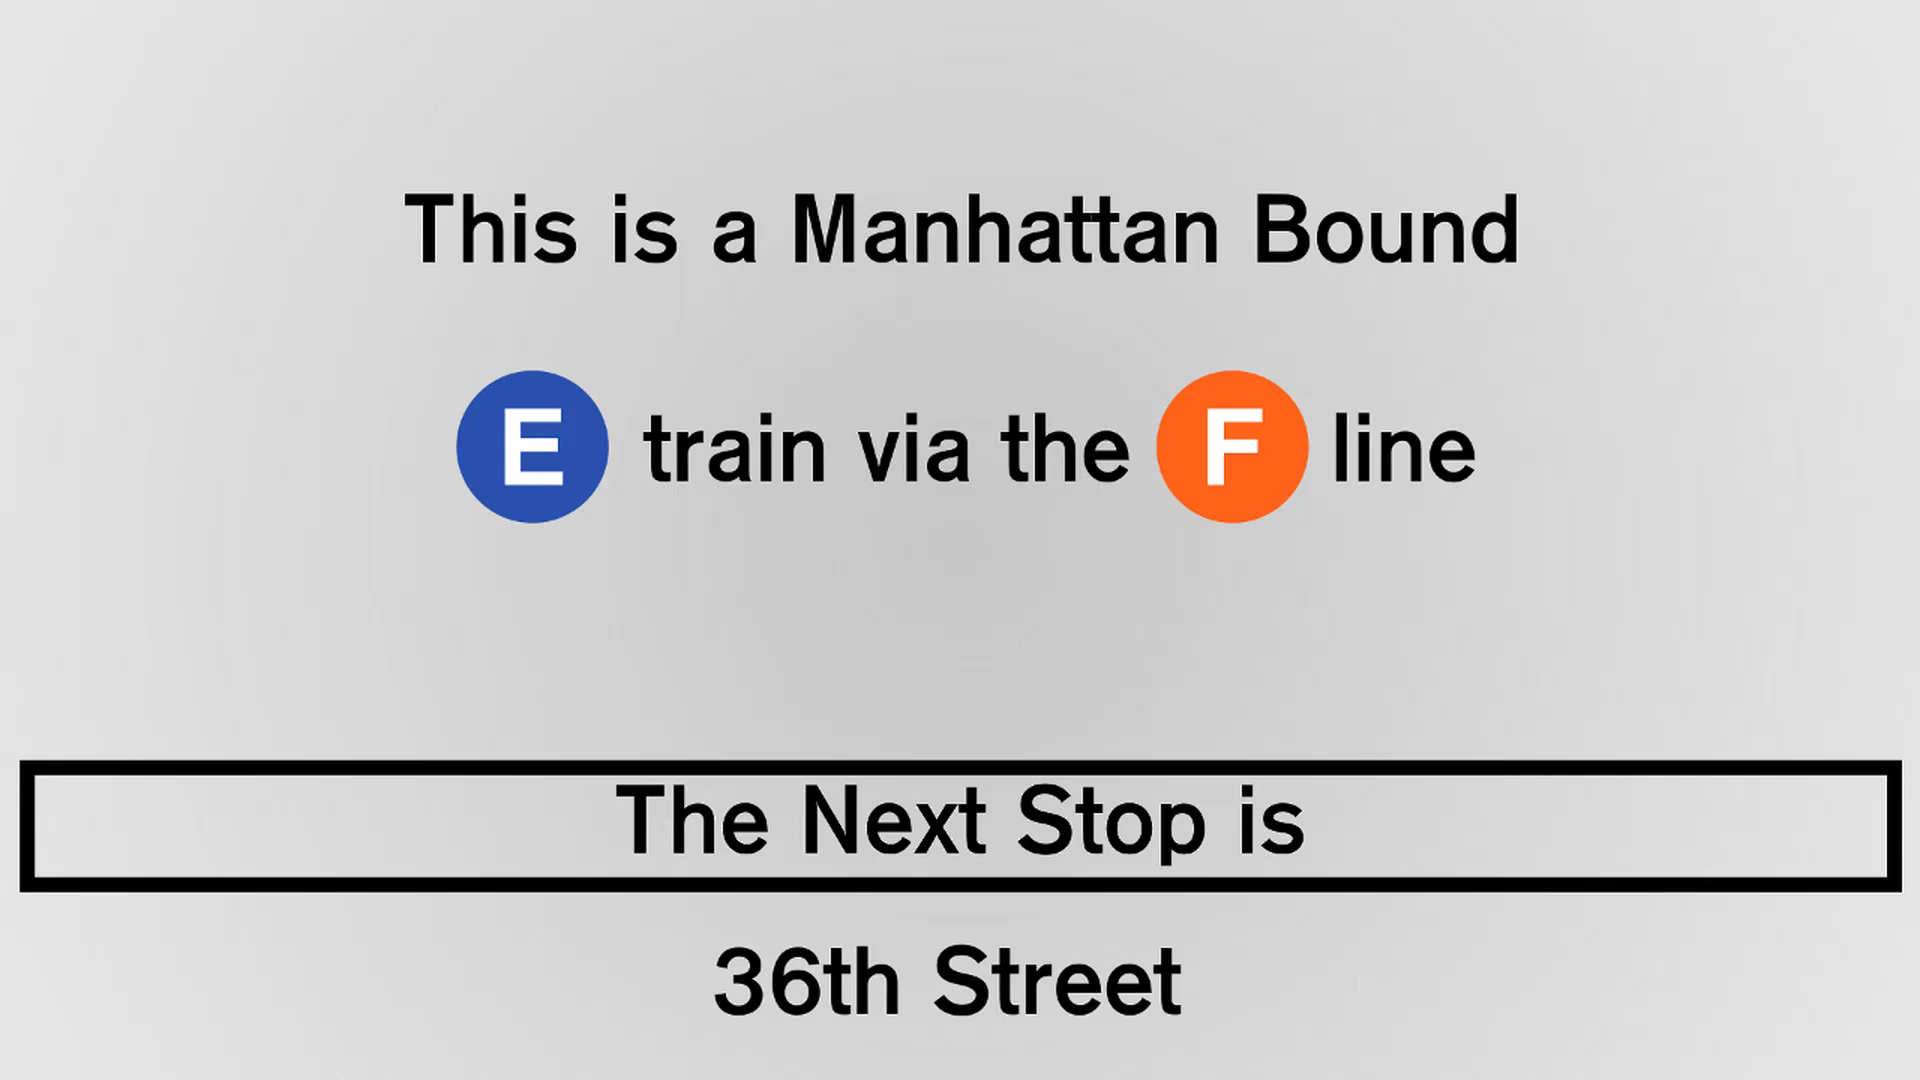 This is a Manhattan Bound
E train via the F line
The Next Stop is
36th Street